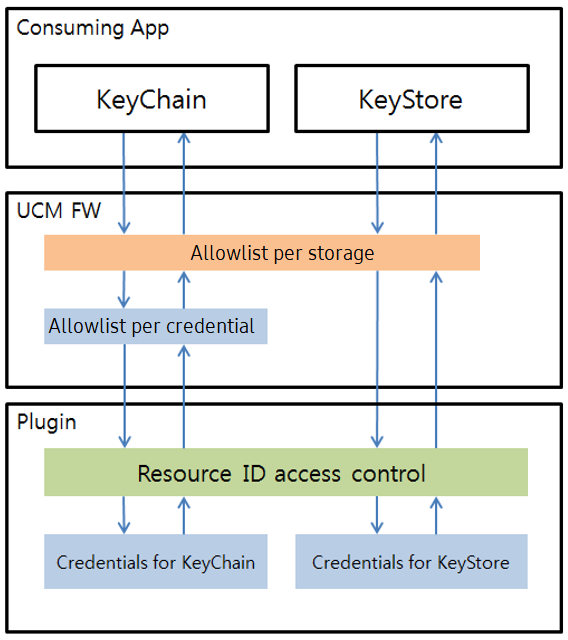 Consuming App
KeyChain
KeyStore
UCM FW
Allowlist per storage
Allowlist per credential
Plugin
Resource ID access control
Credentials for KeyChain
Credentials for KeyStore